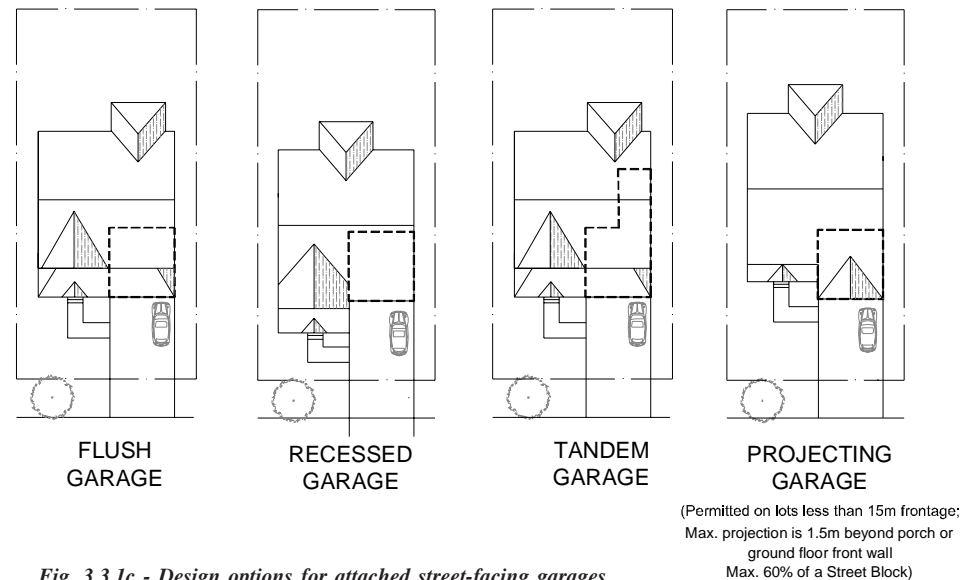 FLUSH
GARAGE
RECESSED
GARAGE
TANDEM
GARAGE
PROJECTING
GARAGE
(Permitted on lots less than 15m frontage;
Max. projection is 1.5m beyond porch or
ground floor front wall
Max. 60% of a Street Block)
Fig. 3.3.1c - Design options for attached street-facing garages